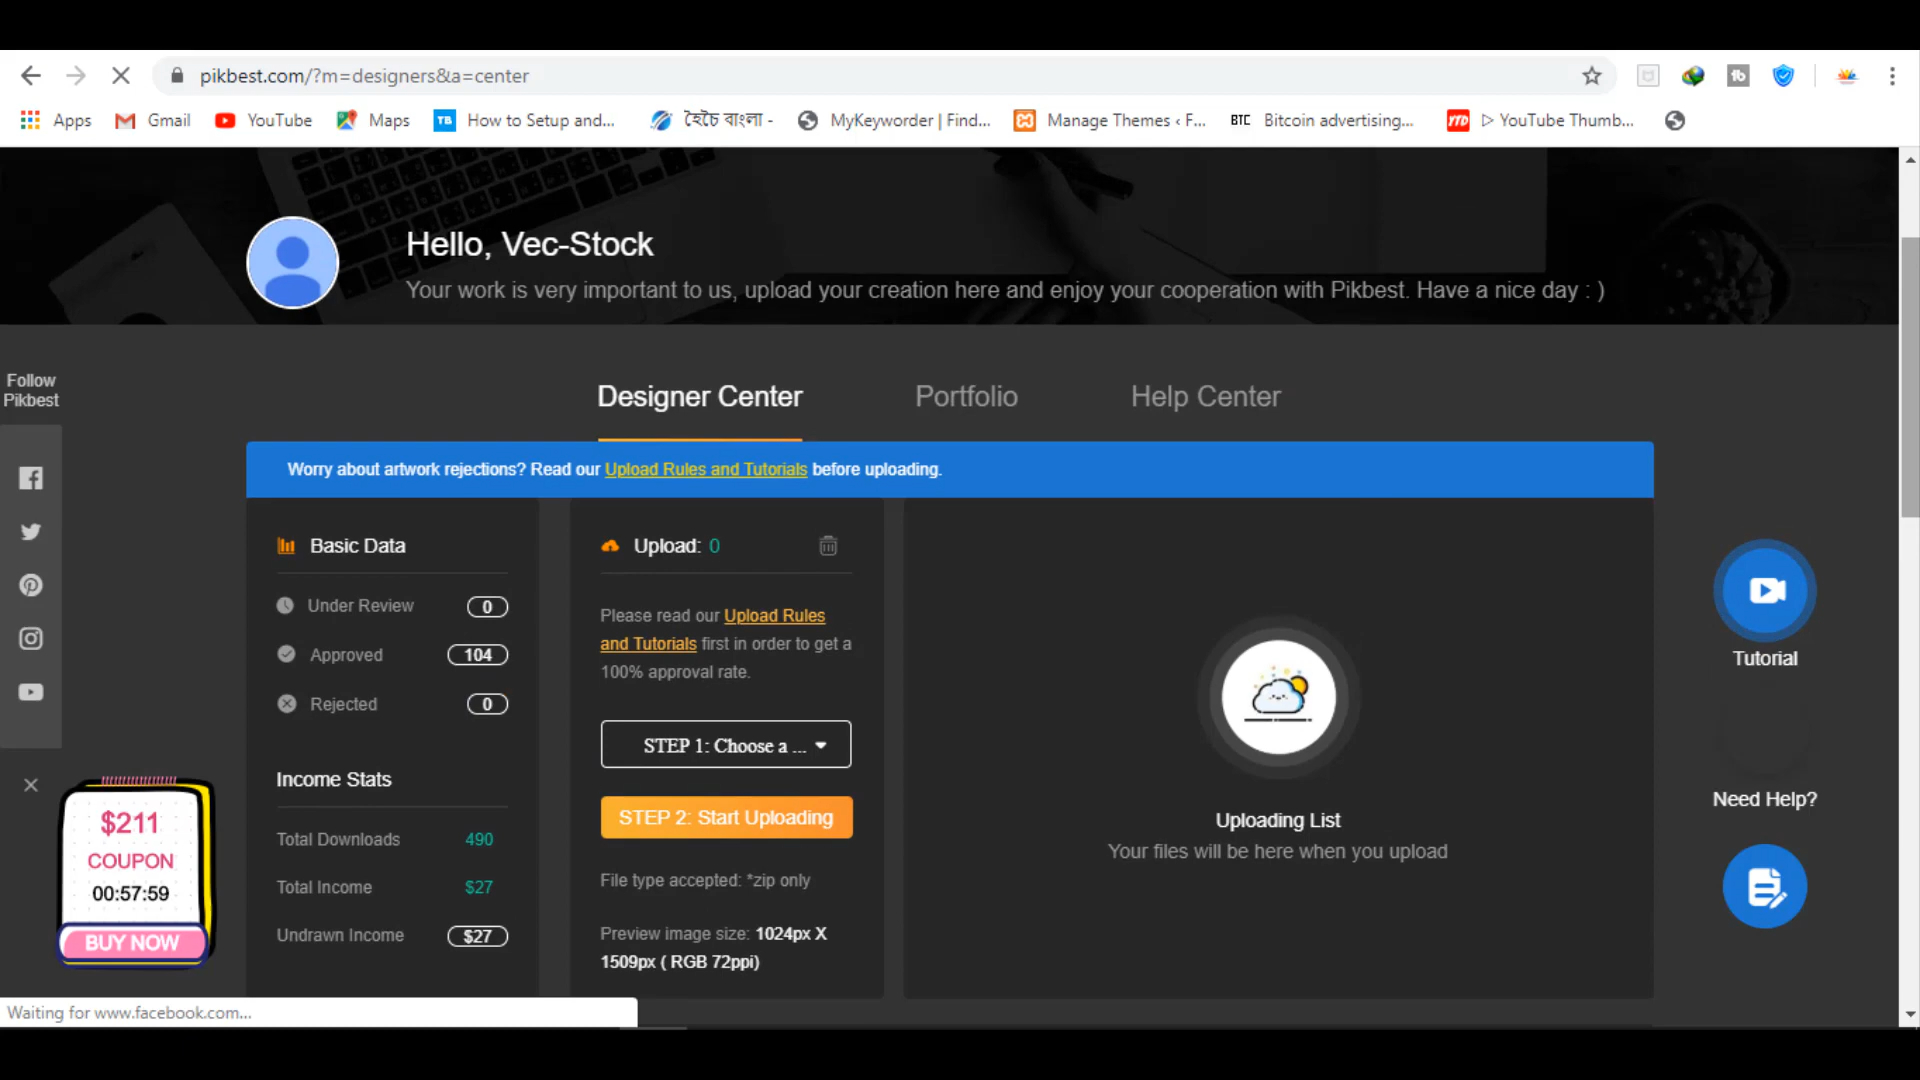 pikbest.com/?m=designers&a=center
Apps
Gmail
YouTube
Maps
TB
How to Setup and...
হৈচৈ বাংলা -
MyKeyworder | Find...
Manage Themes ‹ F...
BTC
Bitcoin advertising...
YTD
▷ YouTube Thumb...
tb
Hello, Vec-Stock
Your work is very important to us, upload your creation here and enjoy your cooperation with Pikbest. Have a nice day : )
Follow
Pikbest
Designer Center
Portfolio
Help Center
Worry about artwork rejections? Read our Upload Rules and Tutorials before uploading.
Basic Data
Under Review 0
Approved 104
Rejected 0
Income Stats
Total Downloads 490
Total Income $27
Undrawn Income $27
Upload: 0
Please read our Upload Rules
and Tutorials first in order to get a
100% approval rate.
STEP 1: Choose a ...
STEP 2: Start Uploading
File type accepted: *zip only
Preview image size: 1024px X
1509px ( RGB 72ppi)
Uploading List
Your files will be here when you upload
Tutorial
Need Help?
$211
COUPON
00:57:59
BUY NOW
Waiting for www.facebook.com...